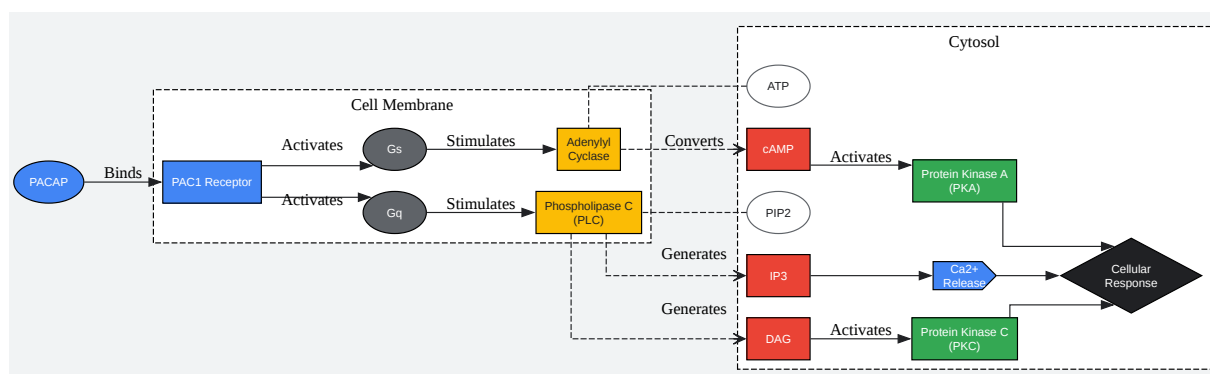 Cytosol
ATP
Cell Membrane
Activates
Gs
Stimulates
Adenylyl
Cyclase
Converts
cAMP
Activates
Protein Kinase A
(PKA)
PACAP
Binds
PAC1 Receptor
Activates
Gq
Stimulates
Phospholipase C
(PLC)
PIP2
Generates
IP3
Ca2+
Release
Cellular
Response
Generates
DAG
Activates
Protein Kinase C
(PKC)